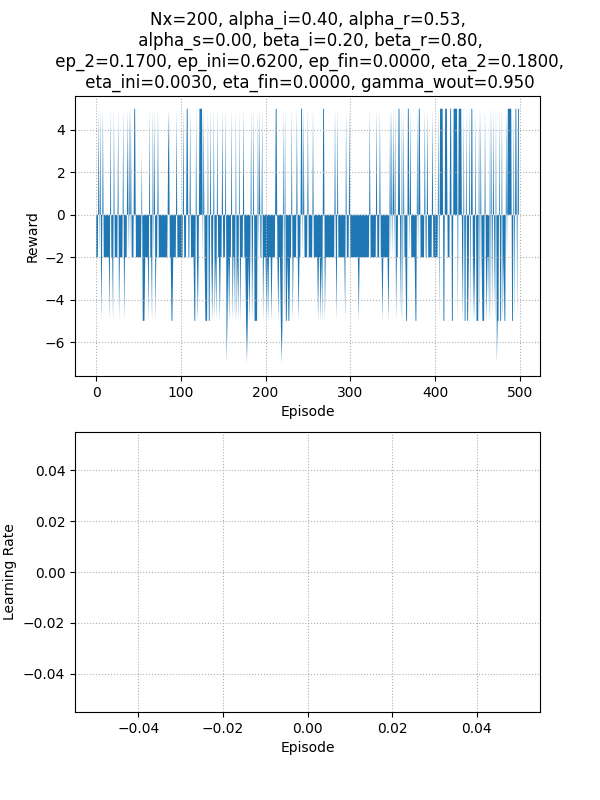 Nx=200, alpha_i=0.40, alpha_r=0.53,
alpha_s=0.00, beta_i=0.20, beta_r=0.80,
ep_2=0.1700, ep_ini=0.6200, ep_fin=0.0000, eta_2=0.1800,
eta_ini=0.0030, eta_fin=0.0000, gamma_wout=0.950
4
2
0
−2
−4
−6
Reward
0 100 200 300 400 500
Episode
0.04
0.02
0.00
−0.02
−0.04
Learning Rate
−0.04 −0.02 0.00 0.02 0.04
Episode